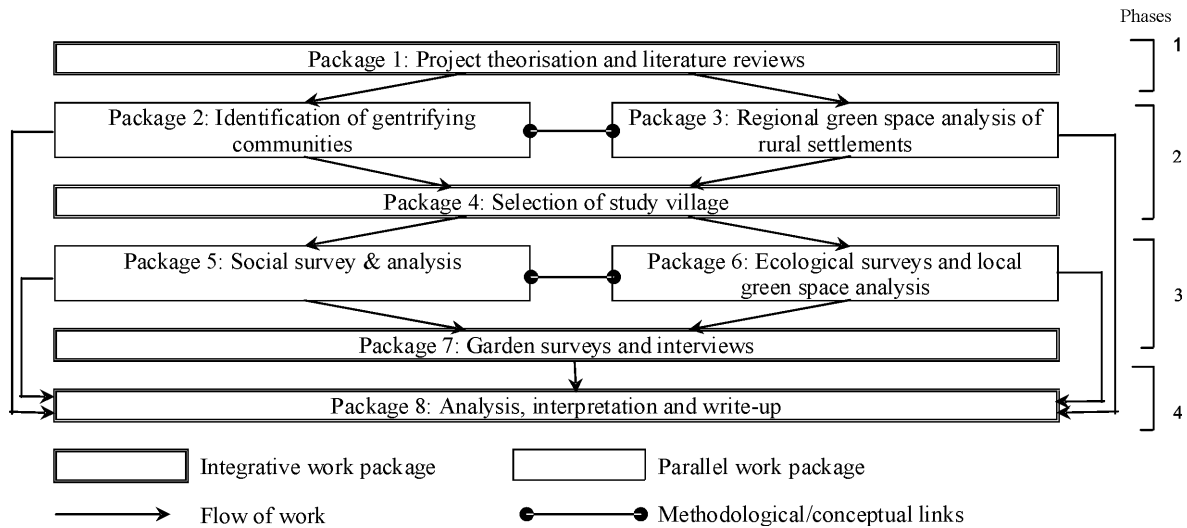 Phases
Package 1: Project theorisation and literature reviews
1
Package 2: Identification of gentrifying
communities
Package 3: Regional green space analysis of
rural settlements
2
Package 4: Selection of study village
Package 5: Social survey & analysis
Package 6: Ecological surveys and local
green space analysis
3
Package 7: Garden surveys and interviews
Package 8: Analysis, interpretation and write-up
4
Integrative work package
Parallel work package
Flow of work
Methodological/conceptual links